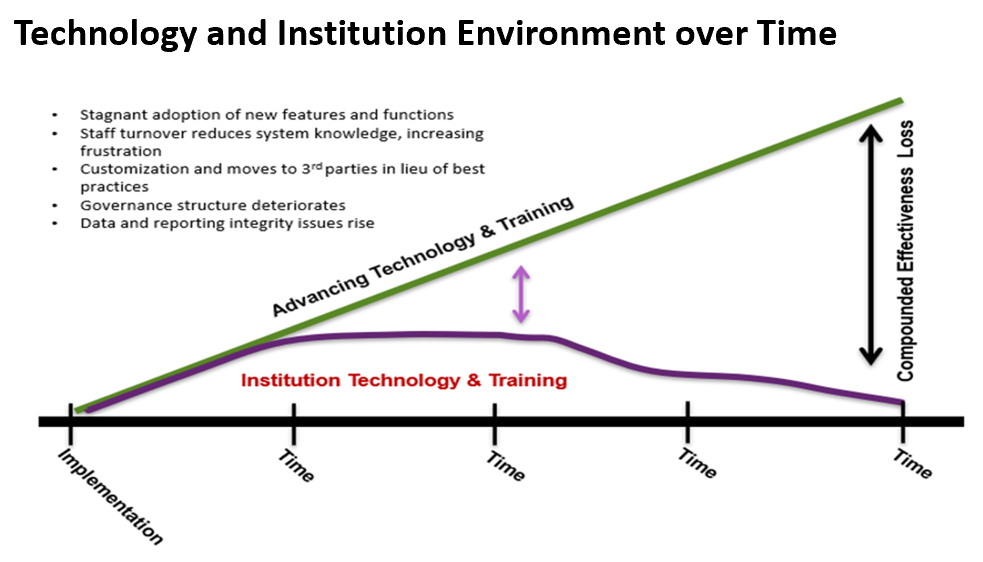 Technology and Institution Environment over Time
• Stagnant adoption of new features and functions
• Staff turnover reduces system knowledge, increasing
frustration
• Customization and moves to 3rd parties in lieu of best
practices
• Governance structure deteriorates
• Data and reporting integrity issues rise
Advancing Technology & Training
Compounded Effectiveness Loss
Institution Technology & Training
Implementation
Time
Time
Time
Time